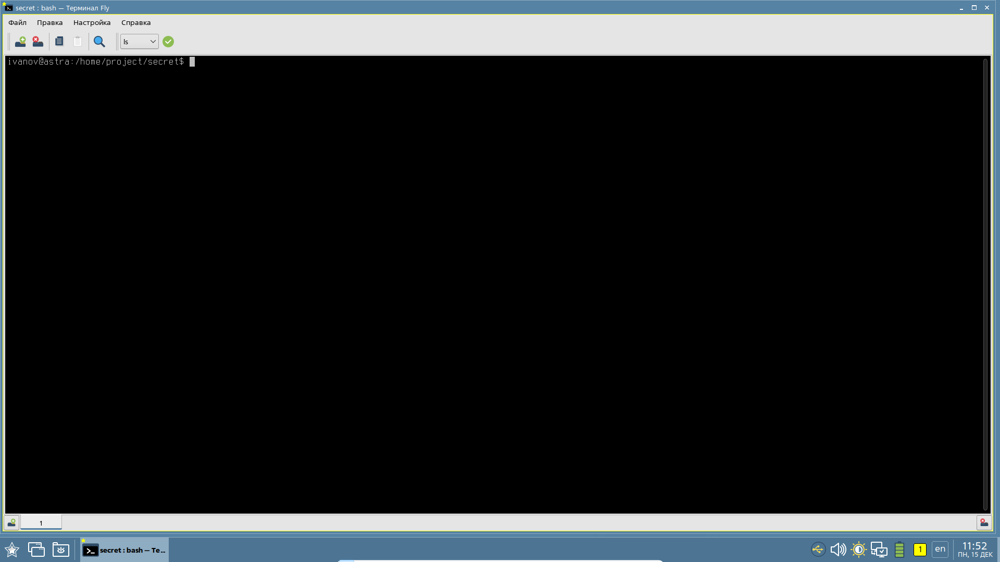 secret : bash — Терминал Fly
Файл Правка Настройка Справка
ls
ivanov@astra:/home/project/secret$
1
secret : bash — Те...
1
en
11:52
ПН, 15 ДЕК